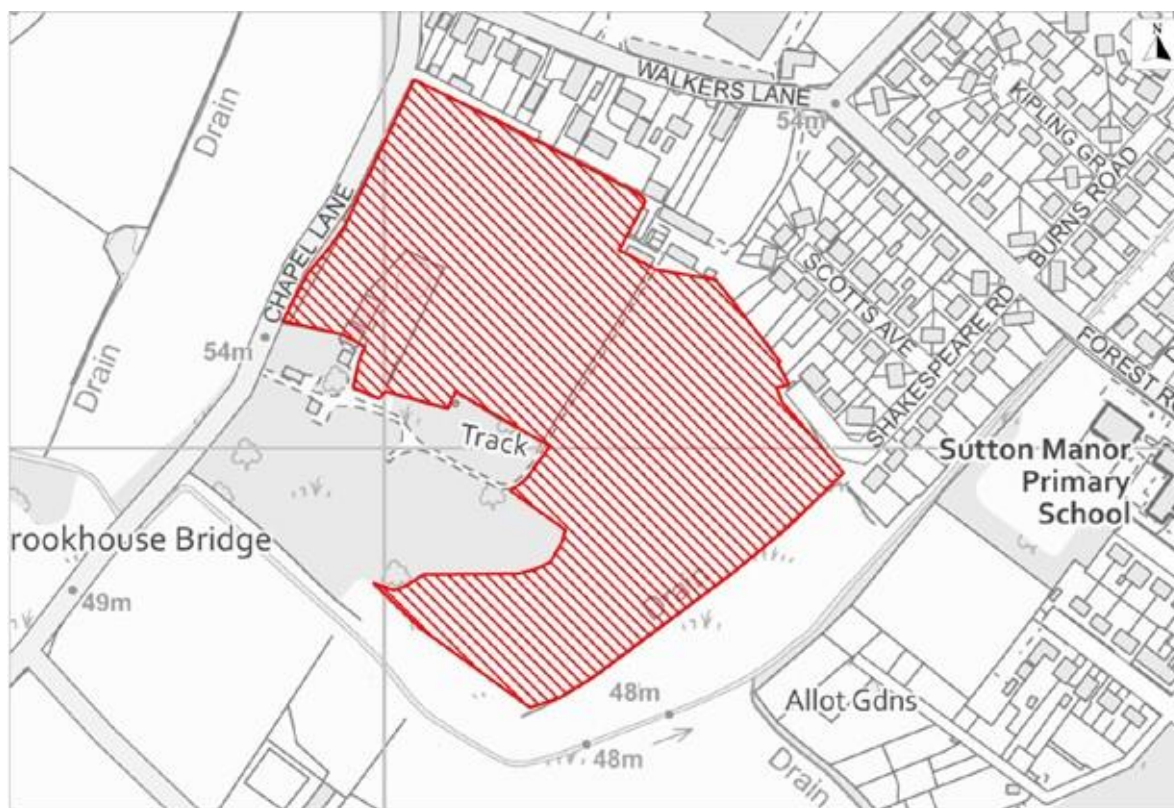 N
WALKERS LANE
54m
KIPLING GR
BURNS ROAD
Drain
CHAPEL LANE
SCOTTS AVE
SHAKESPEARE RD
FOREST R
54m
Drain
Track
Sutton Manor
Primary
School
rookhouse Bridge
Drain
49m
48m
Allot Gdns
48m
Drain